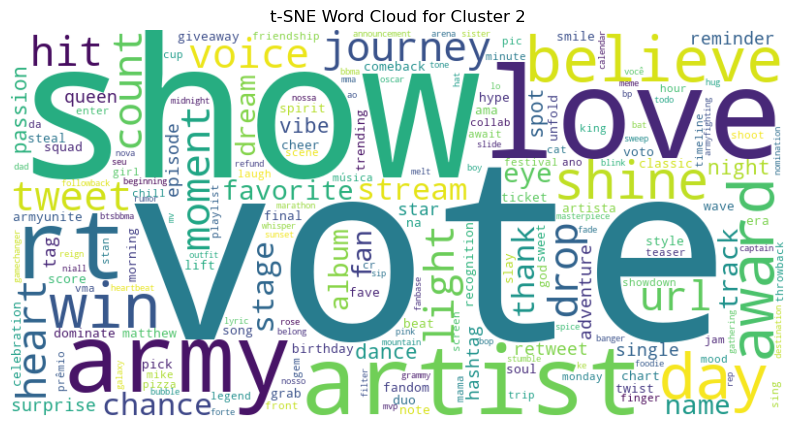 t-SNE Word Cloud for Cluster 2
show
vote
love
rt
army
artist
believe
win
award
day
shine
heart
journey
hit
voice
count
moment
tweet
light
drop
url
eye
thank
stage
album
fan
favorite
stream
dream
chance
dance
name
track
night
single
surprise
reminder
passion
queen
giveaway
friendship
announcement
arena
sister
calendar
smile
pic
minute
comeback
cup
enter
da
steal
squad
seu
nova
dad
girl
midnight
episode
chill
beginning
followback
rumor
btsbbma
armyunite
tag
stan
reign
niall
gamechanger
score
vma
heartbeat
morning
mv
outfit
lift
playlist
final
whisper
sunset
marathon
refund
laugh
scene
spirit
vibe
cheer
trending
música
melt
boy
bbma
mma
ao
oscar
tone
hat
hype
ama
collab
await
slide
lo
spot
unfold
cat
king
festival
ano
ticket
artista
masterpiece
fade
blink
sweep
voto
classic
timeline
armyfighting
meme
bp
você
todo
hour
bat
hug
shoot
nomination
wave
era
captain
style
teaser
throwback
showdown
adventure
god
sweet
slay
recognition
star
na
cr
sip
fave
fanbase
beat
screen
pink
mountain
hashtag
retweet
spice
banger
jam
gathering
destination
mood
chart
monday
foodie
twist
finger
rep
sing
soul
trip
stumble
bop
grammy
mama
fandom
duo
note
mvp
filter
legend
forte
nosso
belong
rose
birthday
gem
grab
front
song
lyric
matthew
dominate
pick
mike
pizza
bubble
galaxy
prêmio
celebration
nossa
ke